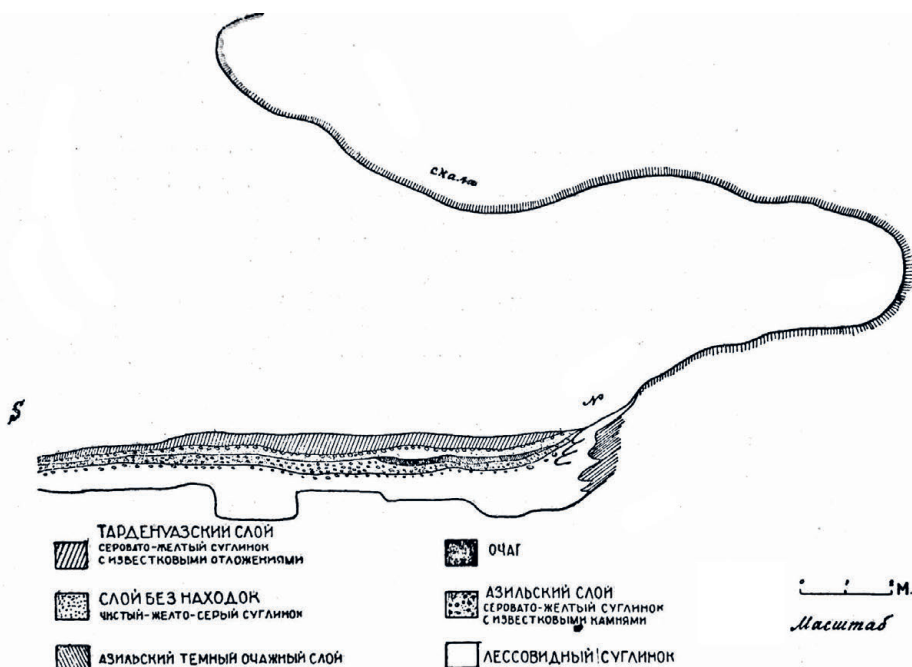 скала
S
N
ТАРДЕНУАЗСКИЙ СЛОЙ
СЕРОВАТО-ЖЕЛТЫЙ СУГЛИНОК
С ИЗВЕСТКОВЫМИ ОТЛОЖЕНИЯМИ
СЛОЙ БЕЗ НАХОДОК
ЧИСТЫЙ-ЖЕЛТО-СЕРЫЙ СУГЛИНОК
АЗИЛЬСКИЙ ТЕМНЫЙ ОЧАЖНЫЙ СЛОЙ
ОЧАГ
АЗИЛЬСКИЙ СЛОЙ
СЕРОВАТО-ЖЕЛТЫЙ СУГЛИНОК
С ИЗВЕСТКОВЫМИ КАМНЯМИ
ЛЕССОВИДНЫЙ СУГЛИНОК
М.
Масштаб